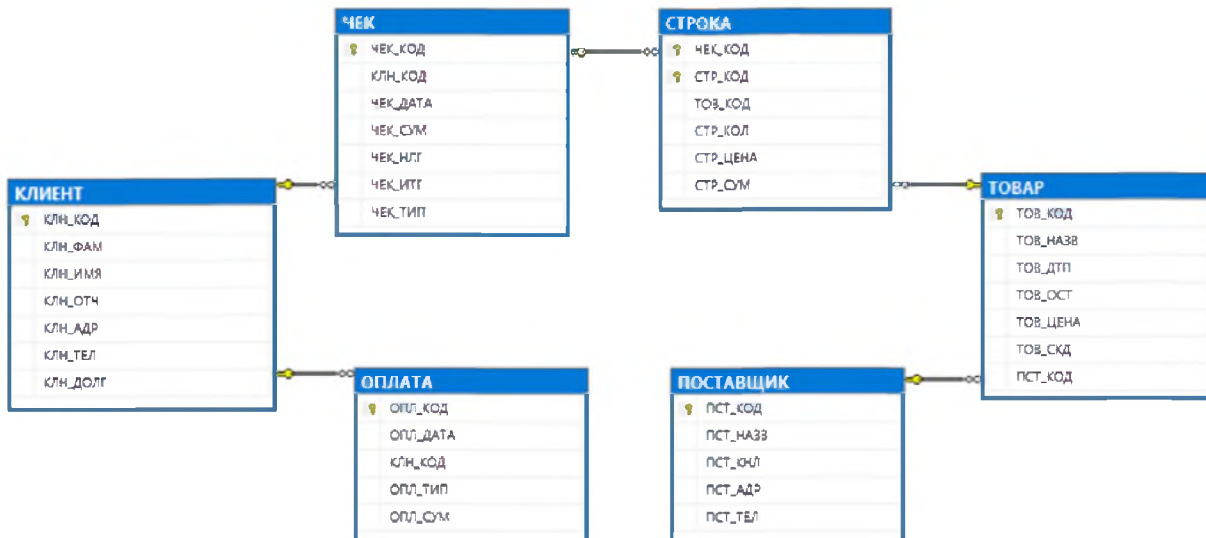 ЧЕК
ЧЕК_КОД
КЛН_КОД
ЧЕК_ДАТА
ЧЕК_СУМ
ЧЕК_НЛГ
ЧЕК_ИТГ
ЧЕК_ТИП
СТРОКА
ЧЕК_КОД
СТР_КОД
ТОВ_КОД
СТР_КОЛ
СТР_ЦЕНА
СТР_СУМ
КЛИЕНТ
КЛН_КОД
КЛН_ФАМ
КЛН_ИМЯ
КЛН_ОТЧ
КЛН_АДР
КЛН_ТЕЛ
КЛН_ДОЛГ
ТОВАР
ТОВ_КОД
ТОВ_НАЗВ
ТОВ_ДТП
ТОВ_ОСТ
ТОВ_ЦЕНА
ТОВ_СКД
ПСТ_КОД
ОПЛАТА
ОПЛ_КОД
ОПЛ_ДАТА
КЛН_КОД
ОПЛ_ТИП
ОПЛ_СУМ
ПОСТАВЩИК
ПСТ_КОД
ПСТ_НАЗВ
ПСТ_КНЛ
ПСТ_АДР
ПСТ_ТЕЛ